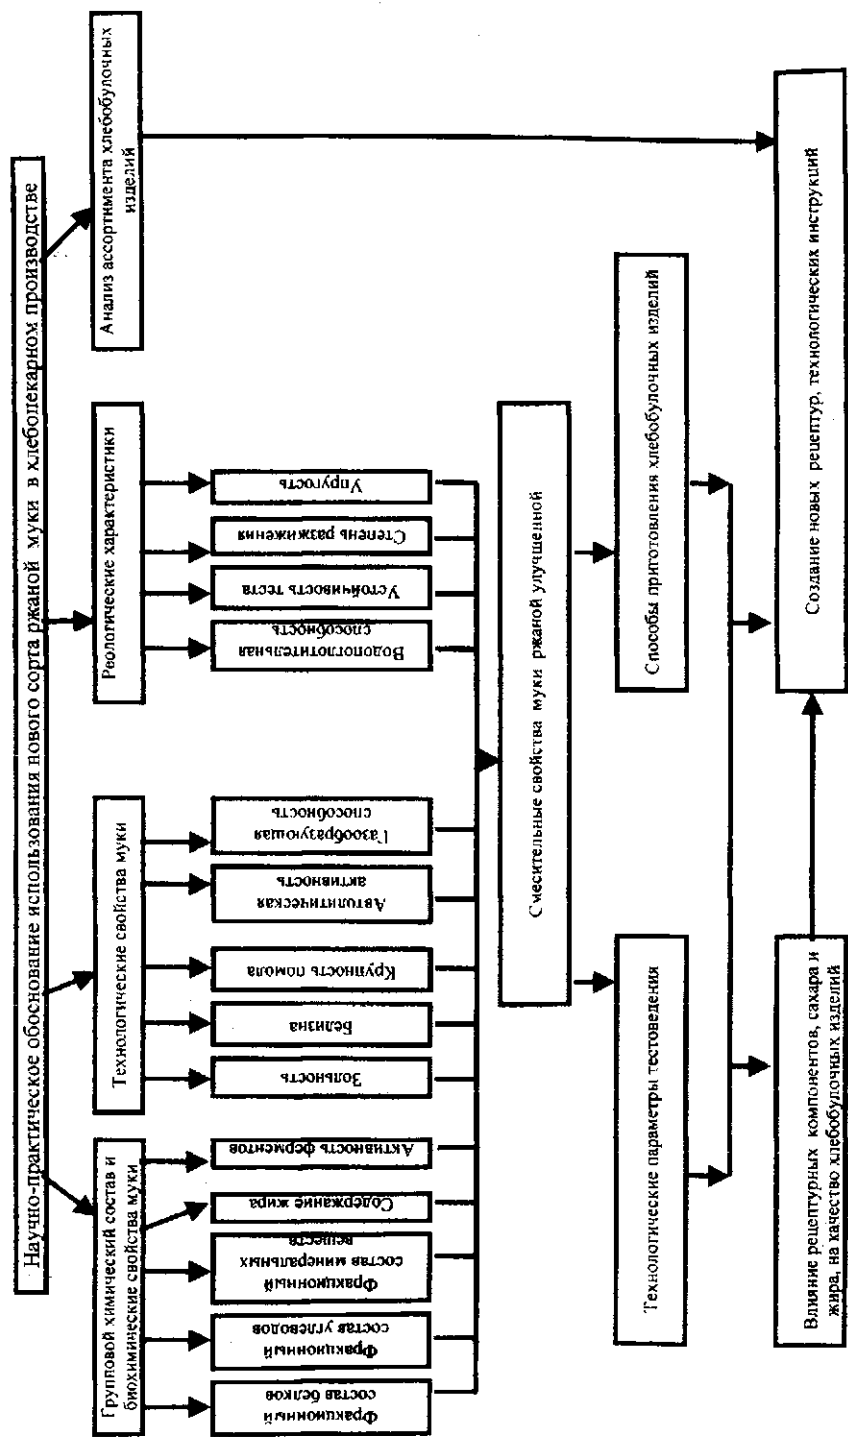 Научно-практическое обоснование использования нового сорта ржаной муки в хлебопекарном производстве
Групповой химический состав и
биохимические свойства муки
Технологические свойства муки
Реологические характеристики
Анализ ассортимента хлебобулочных
изделий
Фракционный
состав белков
Фракционный
состав углеводов
Фракционный
состав минеральных
веществ
Содержание жира
Активность ферментов
Зольность
Белизна
Крупность помола
Автолитическая
активность
Газообразующая
способность
Водопоглотительная
способность
Устойчивость теста
Степень разжижения
Упругость
Смесительные свойства муки ржаной улучшенной
Технологические параметры тестоведения
Способы приготовления хлебобулочных изделий
Влияние рецептурных компонентов, сахара и
жира, на качество хлебобулочных изделий
Создание новых рецептур, технологических инструкций